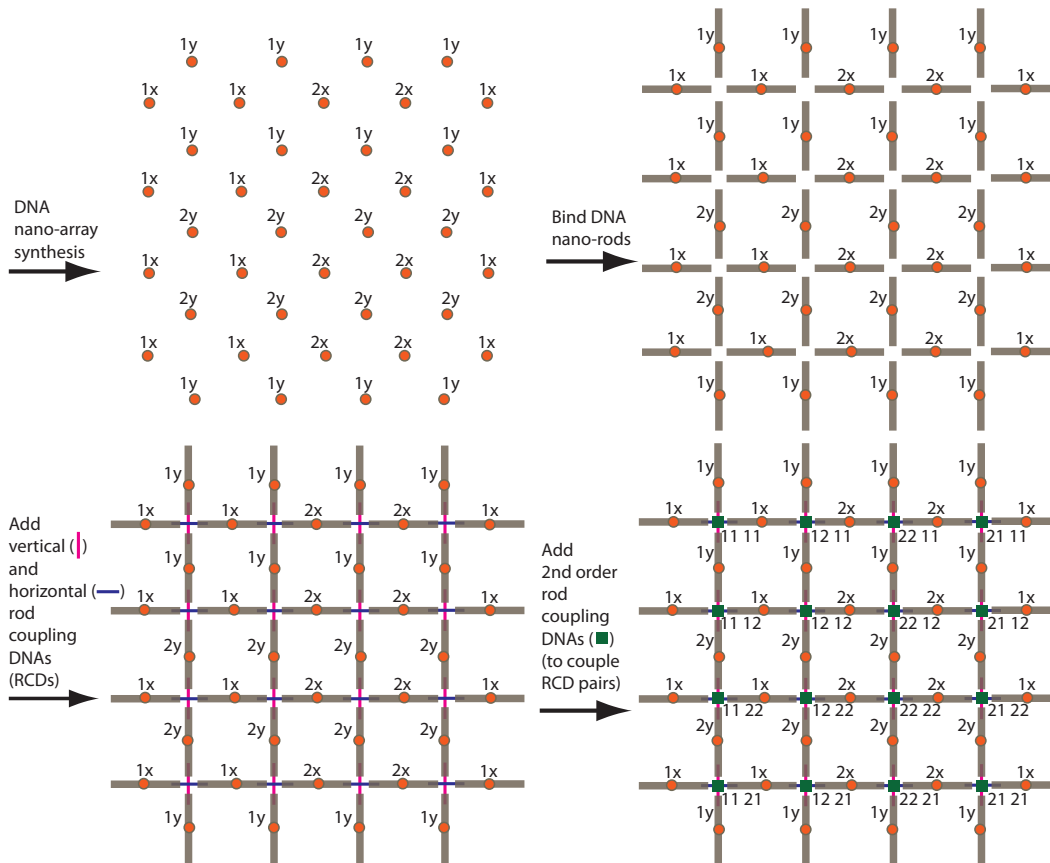 1y 1y 1y 1y
1x 1x 2x 2x 1x
1y 1y 1y 1y
1x 1x 2x 2x 1x
2y 2y 2y 2y
1x 1x 2x 2x 1x
2y 2y 2y 2y
1x 1x 2x 2x 1x
1y 1y 1y 1y
DNA
nano-array
synthesis
1y 1y 1y 1y
1x 1x 2x 2x 1x
1y 1y 1y 1y
1x 1x 2x 2x 1x
2y 2y 2y 2y
1x 1x 2x 2x 1x
2y 2y 2y 2y
1x 1x 2x 2x 1x
1y 1y 1y 1y
Bind DNA
nano-rods
1y 1y 1y 1y
1x 1x 2x 2x 1x
1y 1y 1y 1y
1x 1x 2x 2x 1x
2y 2y 2y 2y
1x 1x 2x 2x 1x
2y 2y 2y 2y
1x 1x 2x 2x 1x
1y 1y 1y 1y
Add
vertical (|)
and
horizontal (—)
rod
coupling
DNAs
(RCDs)
1y 1y 1y 1y
1x 1x 2x 2x 1x
11 11 12 11 22 11 21 11
1y 1y 1y 1y
1x 1x 2x 2x 1x
11 12 12 12 22 12 21 12
2y 2y 2y 2y
1x 1x 2x 2x 1x
11 22 12 22 22 22 21 22
2y 2y 2y 2y
1x 1x 2x 2x 1x
11 21 12 21 22 21 21 21
1y 1y 1y 1y
Add
2nd order
rod
coupling
DNAs (■)
(to couple
RCD pairs)